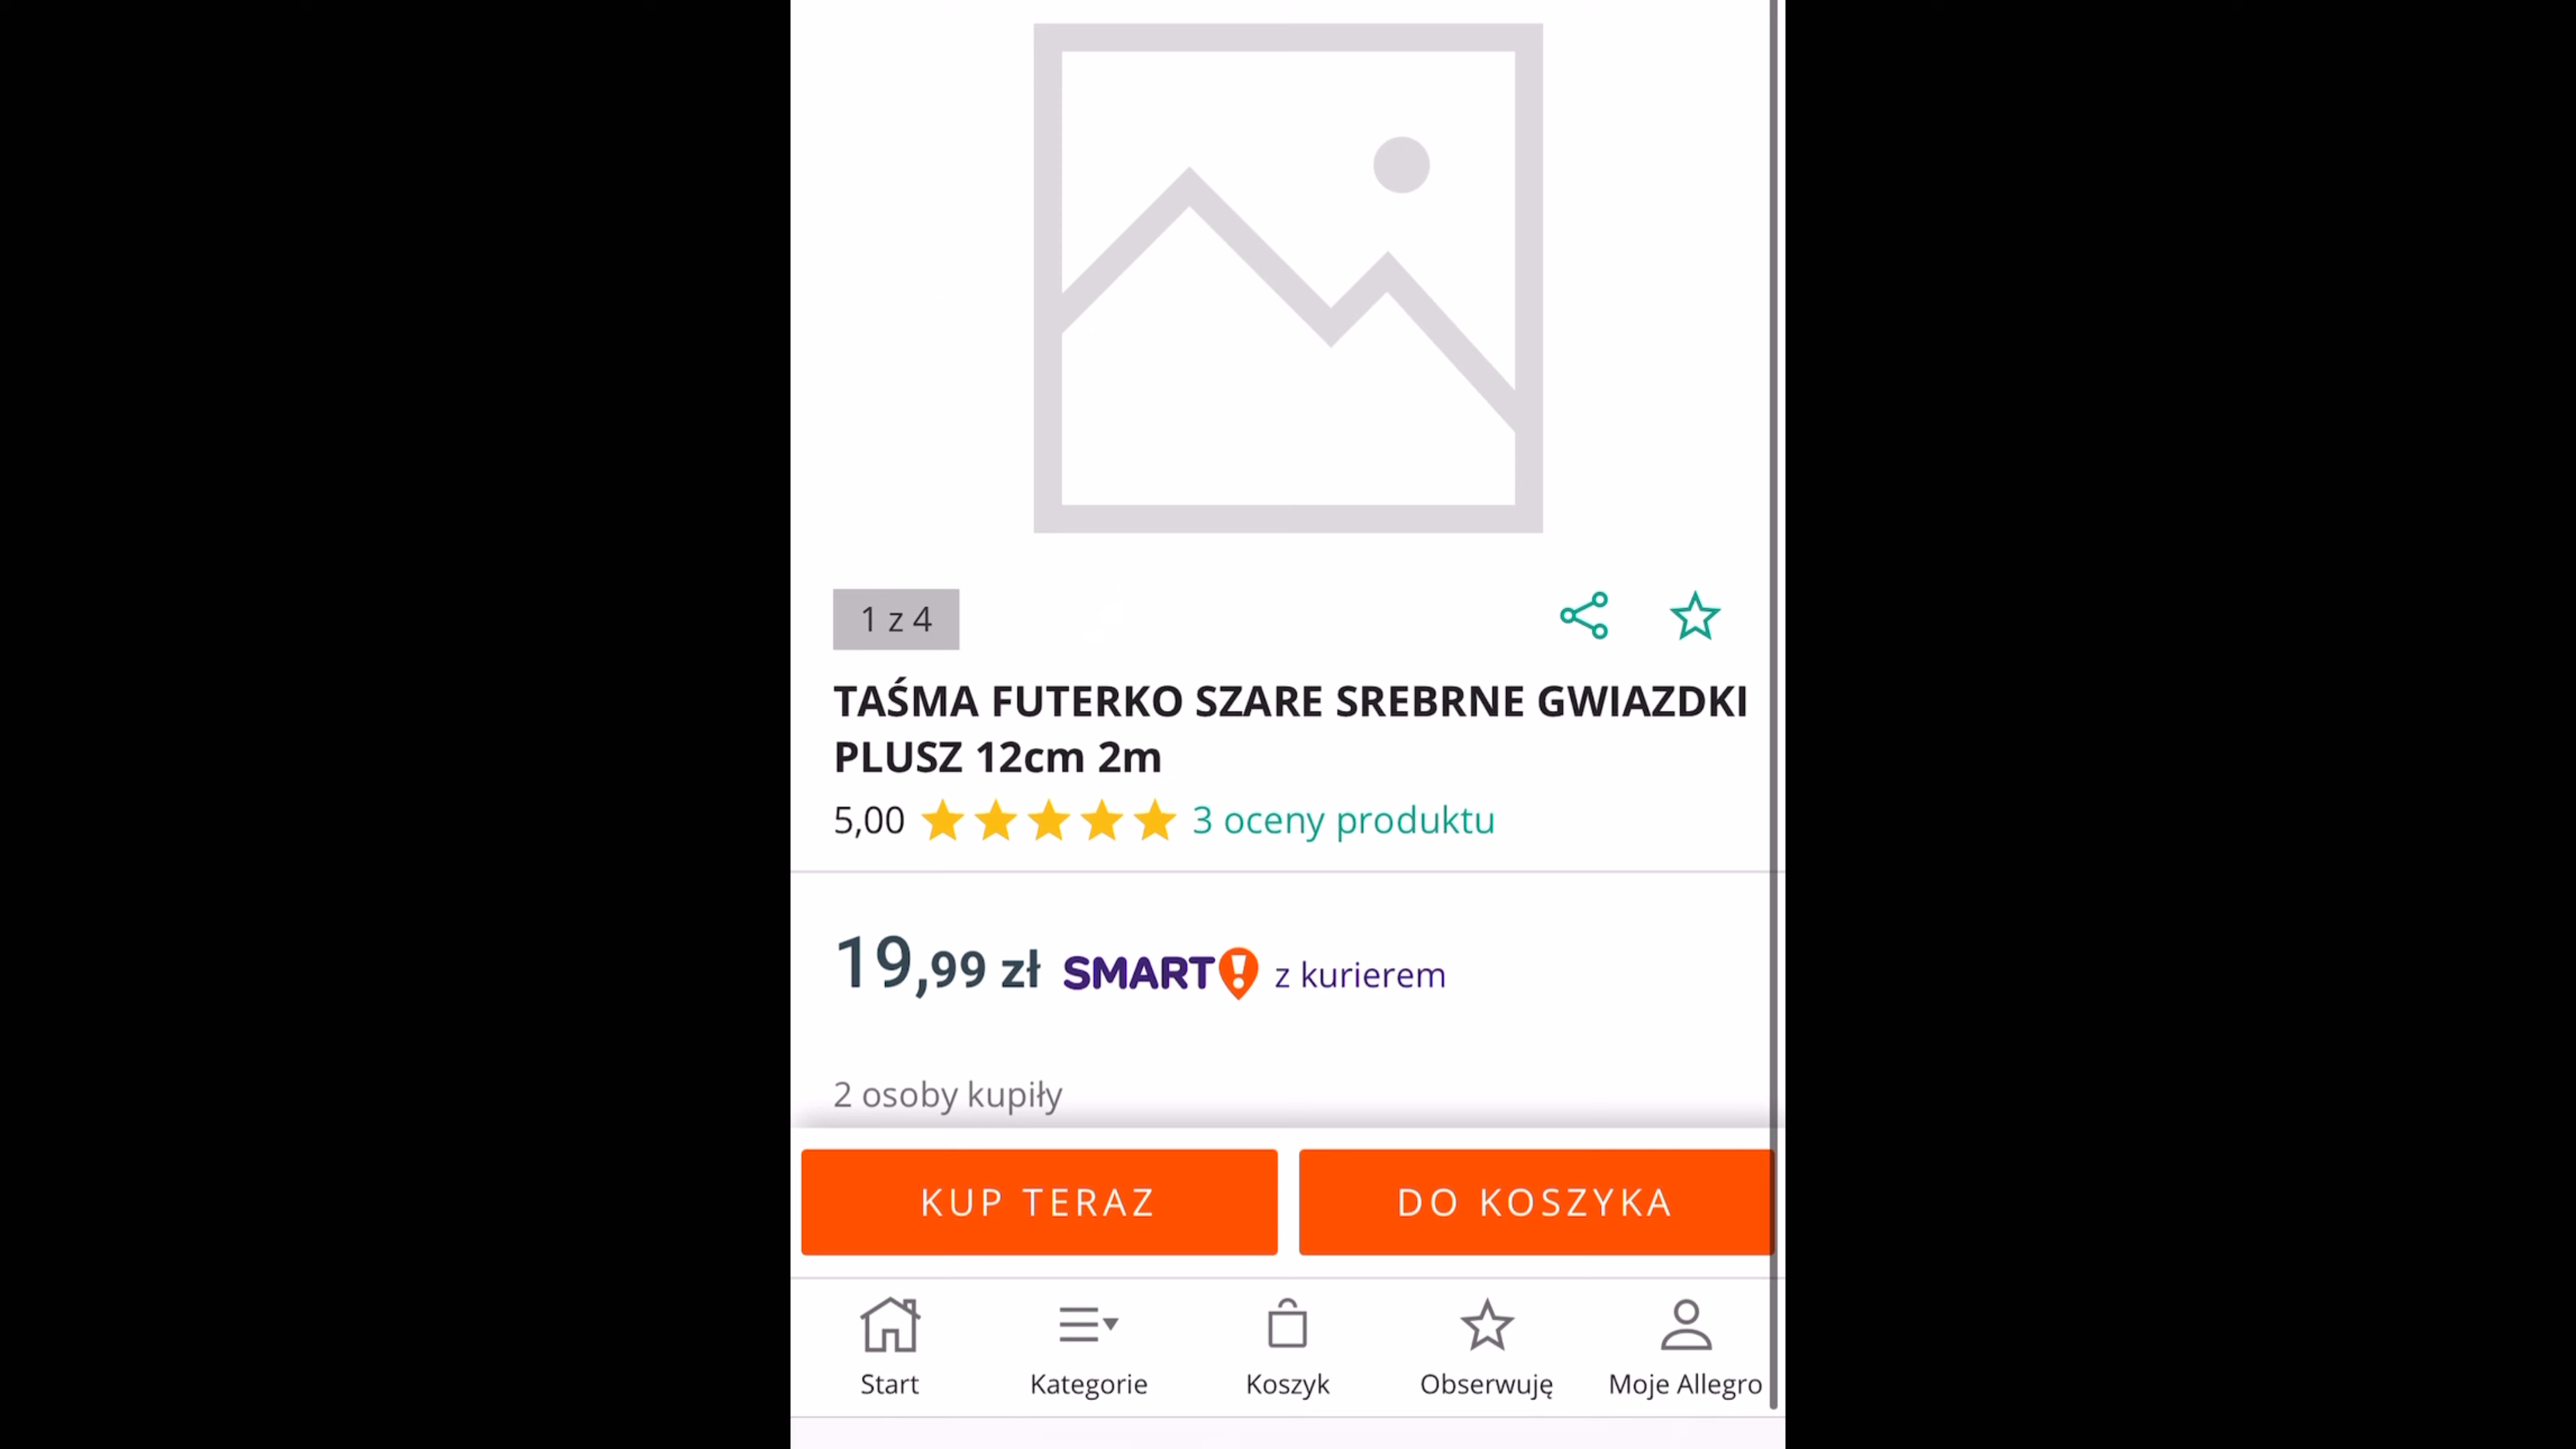 1 z 4
TAŚMA FUTERKO SZARE SREBRNE GWIAZDKI
PLUSZ 12cm 2m
5,00 3 oceny produktu
19,99 zł SMART! z kurierem
2 osoby kupiły
KUP TERAZ DO KOSZYKA
Start Kategorie Koszyk Obserwuję Moje Allegro